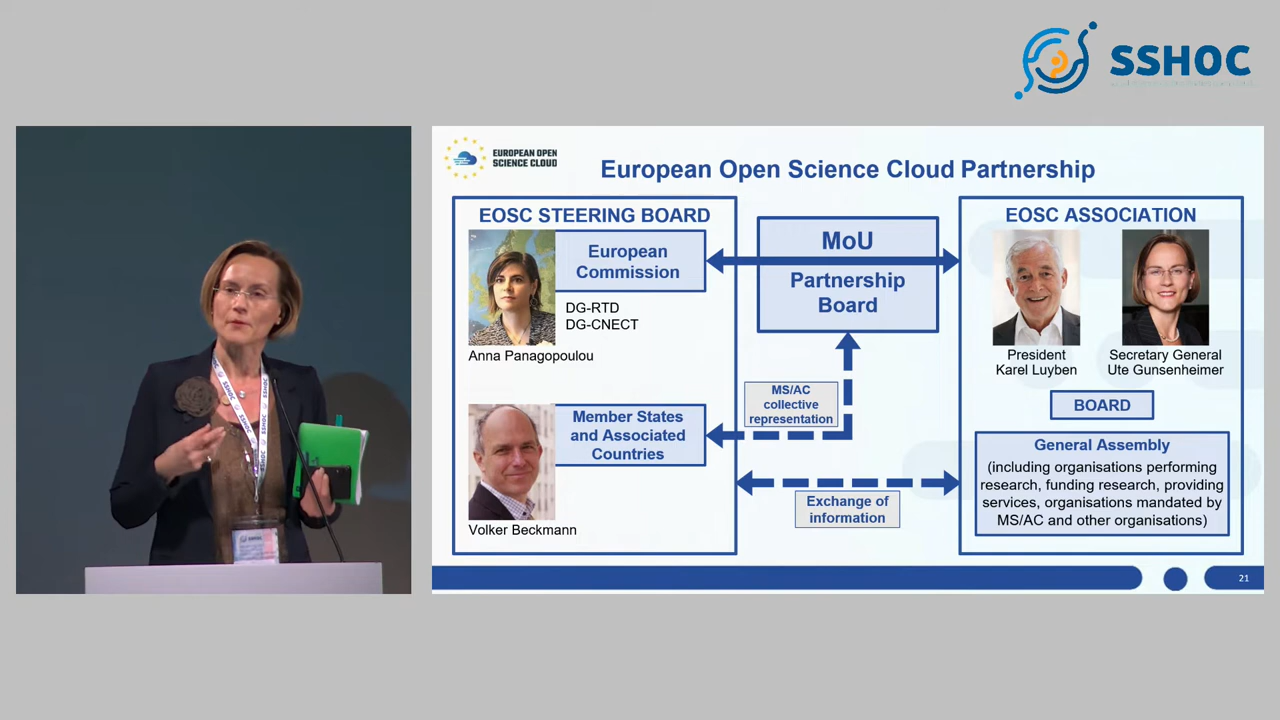 SSHOC
EUROPEAN OPEN
SCIENCE CLOUD
European Open Science Cloud Partnership
EOSC STEERING BOARD
European
Commission
DG-RTD
DG-CNECT
Anna Panagopoulou
Member States
and Associated
Countries
Volker Beckmann
MoU
Partnership
Board
MS/AC
collective
representation
Exchange of
information
EOSC ASSOCIATION
President
Karel Luyben
Secretary General
Ute Gunsenheimer
BOARD
General Assembly
(including organisations performing
research, funding research, providing
services, organisations mandated by
MS/AC and other organisations)
21
SSHOC
SSHOC
SSHOC